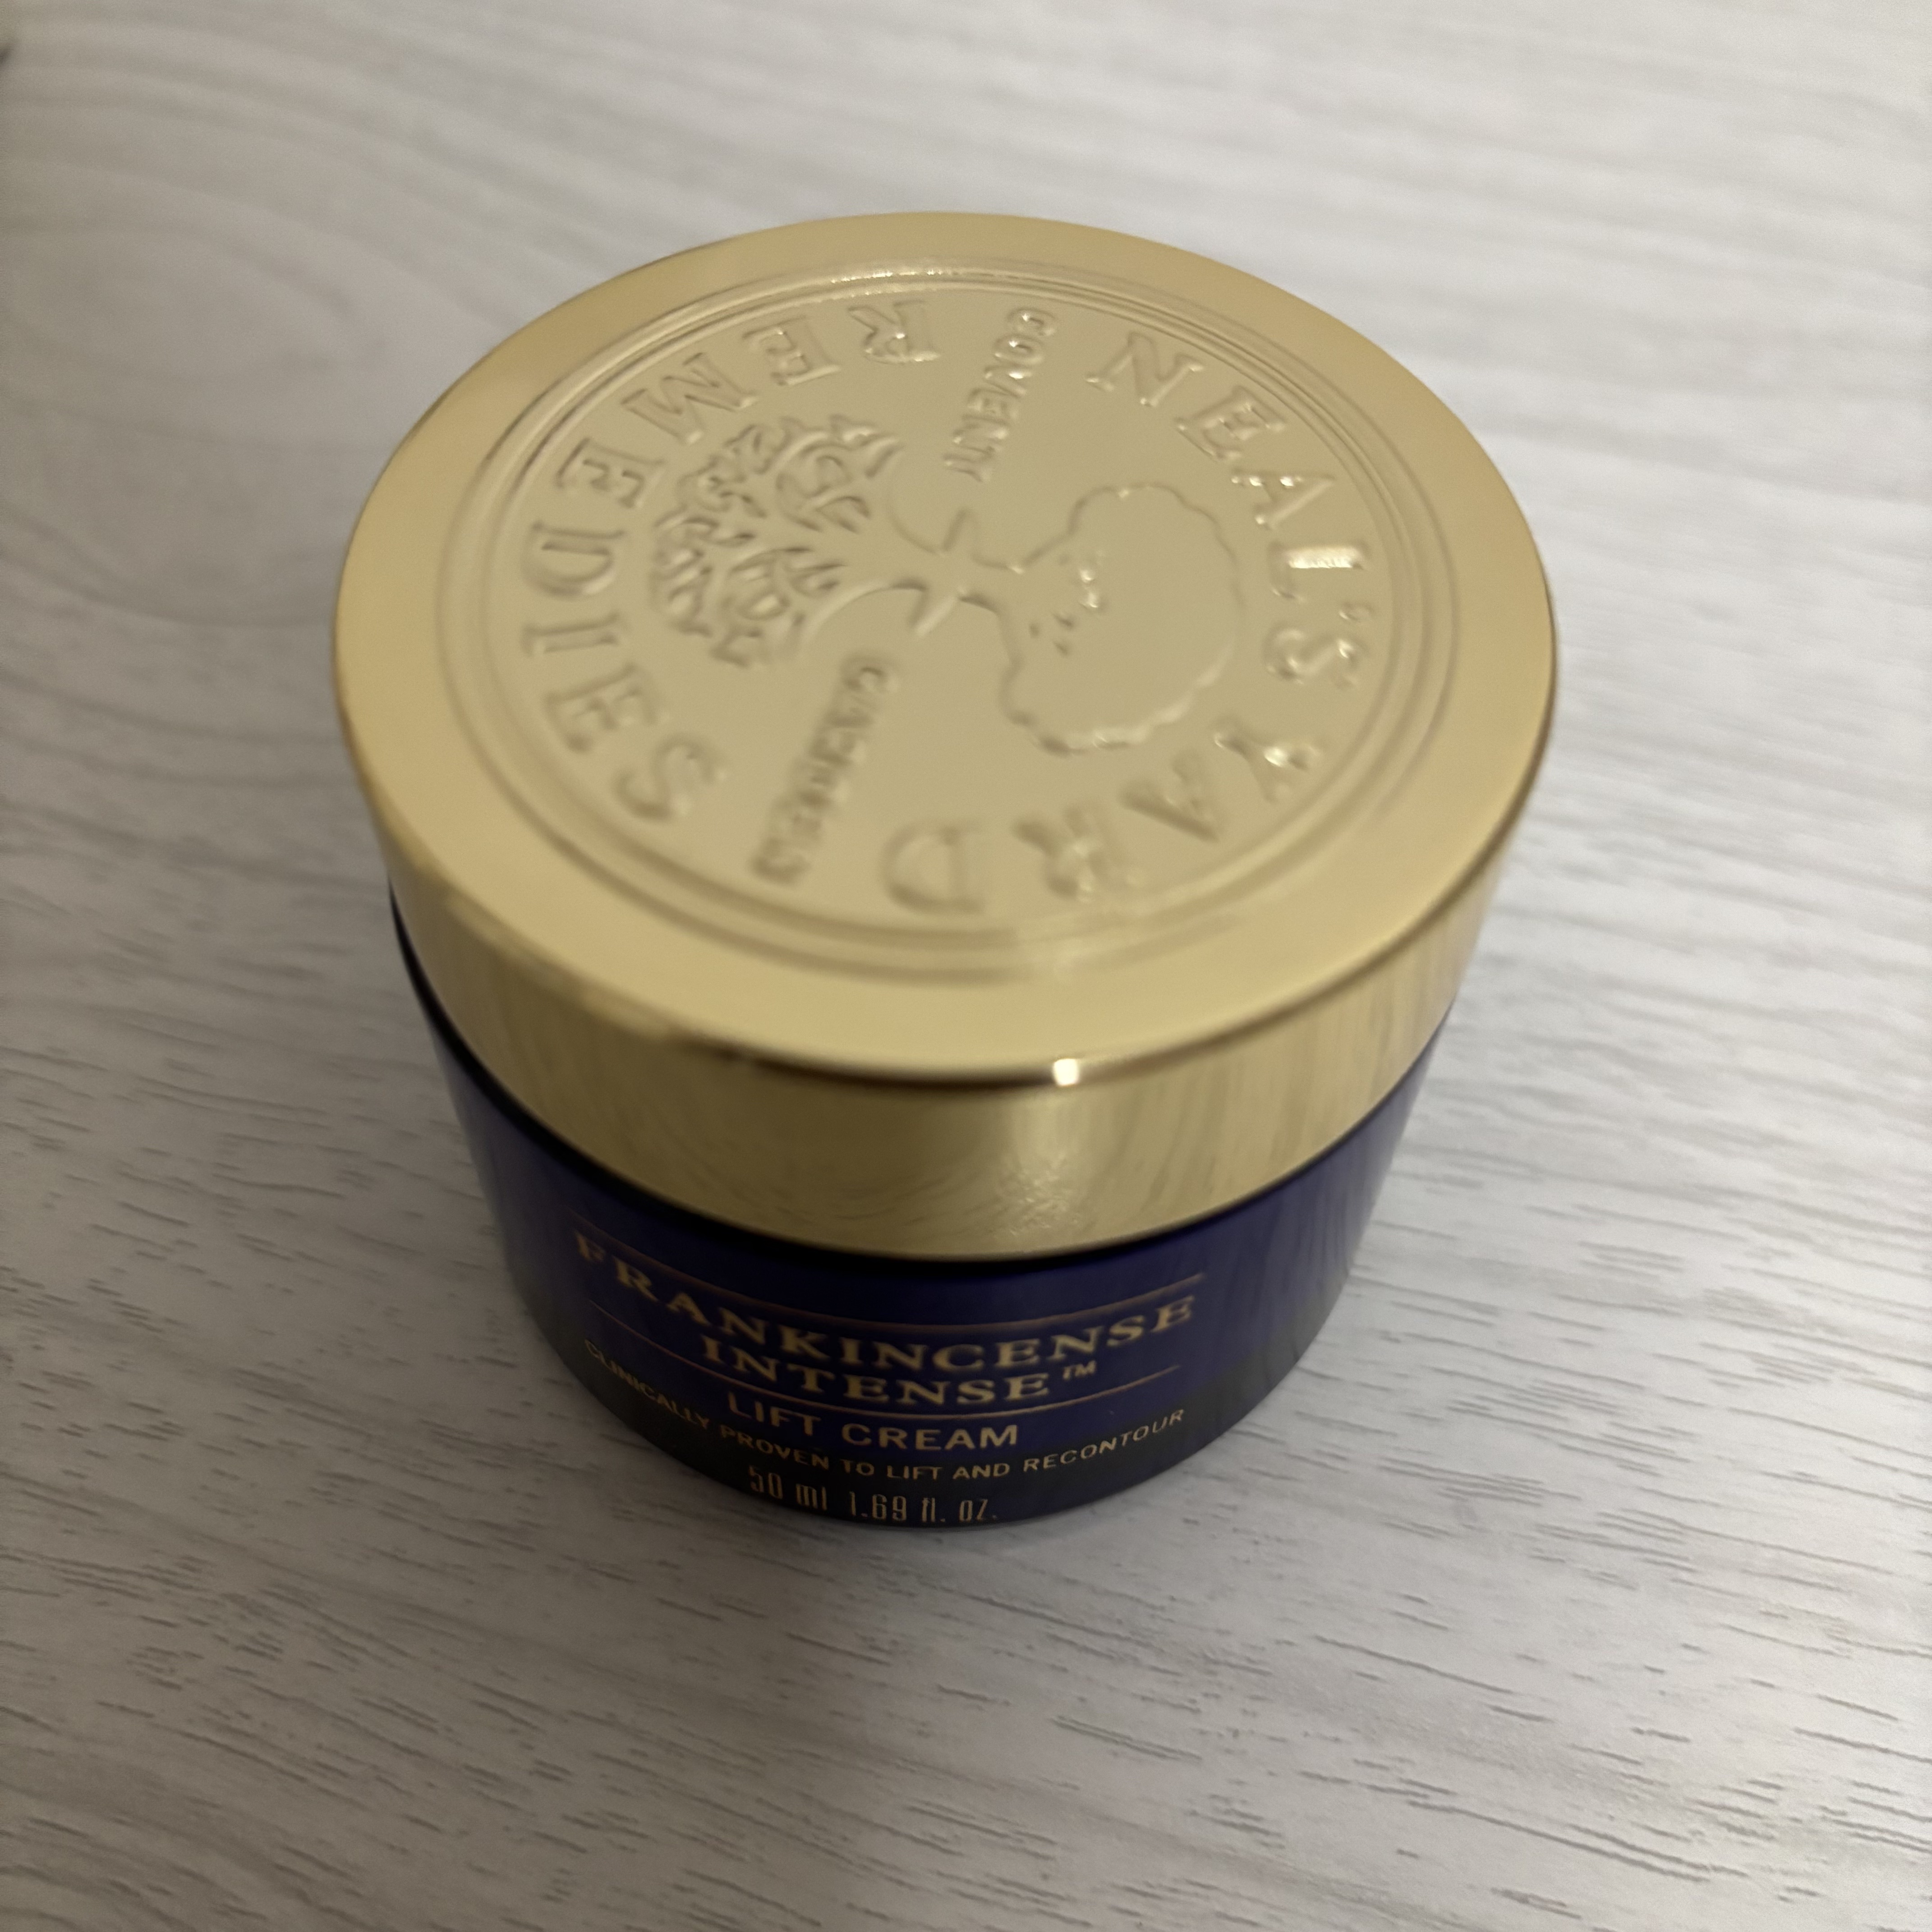 NEAL'S YARD REMEDIES
COVENT GARDEN
FRANKINCENSE
INTENSE™
LIFT CREAM
CLINICALLY PROVEN TO LIFT AND RECONTOUR
50 ml 1.69 fl. oz.